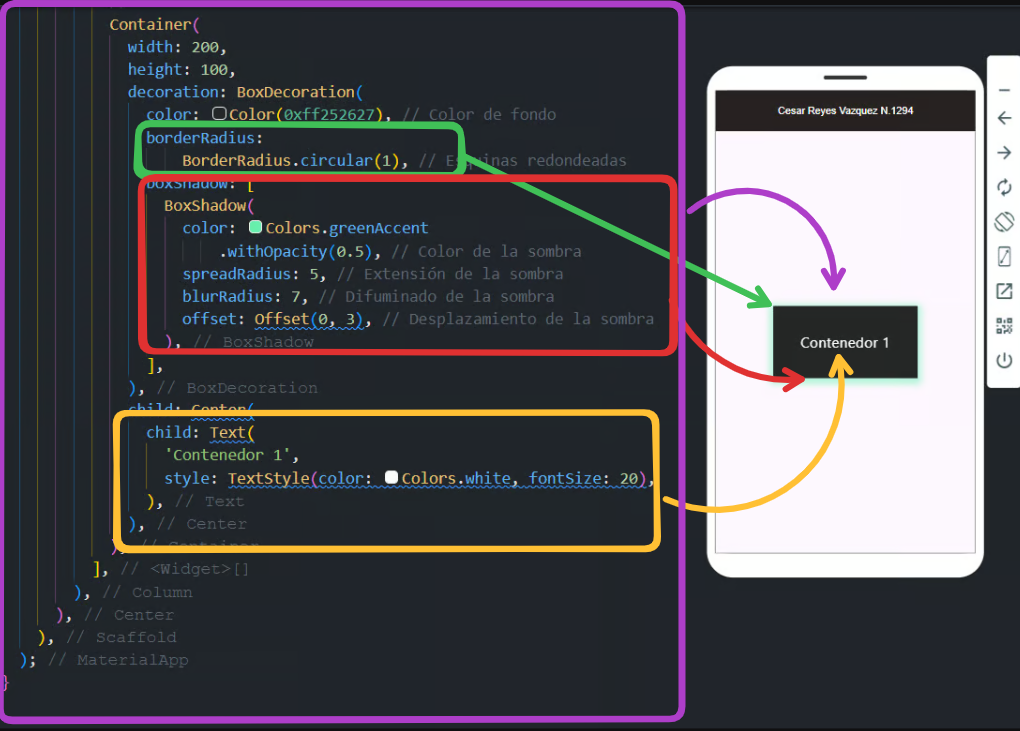 Container(
width: 200,
height: 100,
decoration: BoxDecoration(
color: Color(0xff252627), // Color de fondo
borderRadius:
BorderRadius.circular(1), // Esquinas redondeadas
boxShadow: [
BoxShadow(
color: Colors.greenAccent
.withOpacity(0.5), // Color de la sombra
spreadRadius: 5, // Extensión de la sombra
blurRadius: 7, // Difuminado de la sombra
offset: Offset(0, 3), // Desplazamiento de la sombra
), // BoxShadow
],
), // BoxDecoration
child: Center(
child: Text(
'Contenedor 1',
style: TextStyle(color: Colors.white, fontSize: 20),
), // Text
), // Center
), // Container
], // <Widget>[]
), // Column
), // Center
), // Scaffold
); // MaterialApp
}
Cesar Reyes Vazquez N.1294
Contenedor 1